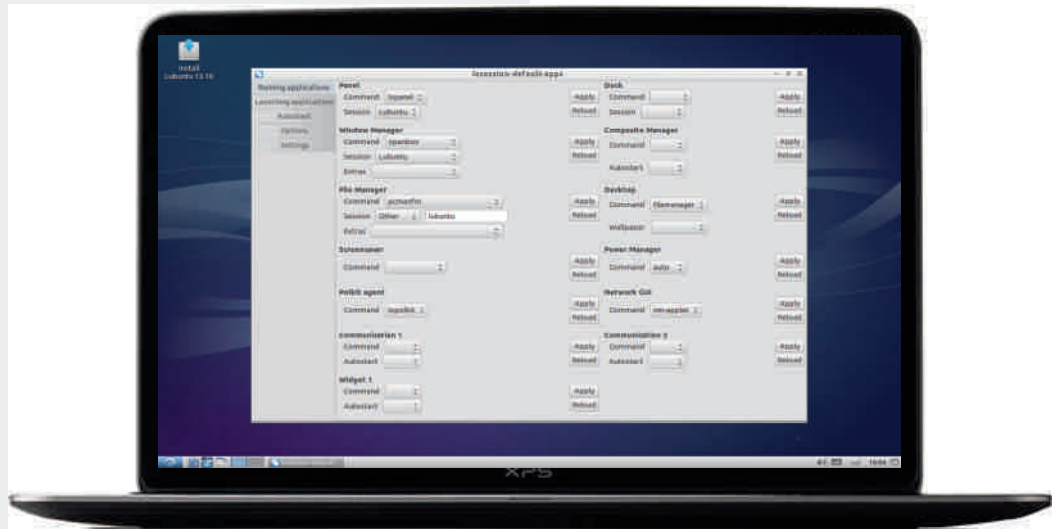 Install
Lubuntu 13.10
lxsession-default-apps
Running applications
Launching applications
Autostart
Options
Settings
Panel
Command lxpanel
Apply
Session Lubuntu
Reload
Dock
Command
Apply
Session
Reload
Window Manager
Command openbox
Apply
Session Lubuntu
Reload
Extras
Composite Manager
Command
Apply
Reload
Autostart
File Manager
Command pcmanfm
Apply
Session Other lubuntu
Reload
Extras
Desktop
Command filemanager
Apply
Reload
Wallpaper
Screensaver
Apply
Command
Reload
Power Manager
Apply
Command auto
Reload
Polkit agent
Apply
Command lxpolkit
Reload
Network GUI
Apply
Command nm-applet
Reload
Communication 1
Command
Apply
Autostart
Reload
Communication 2
Command
Apply
Autostart
Reload
Widget 1
Command
Apply
Autostart
Reload
XPS